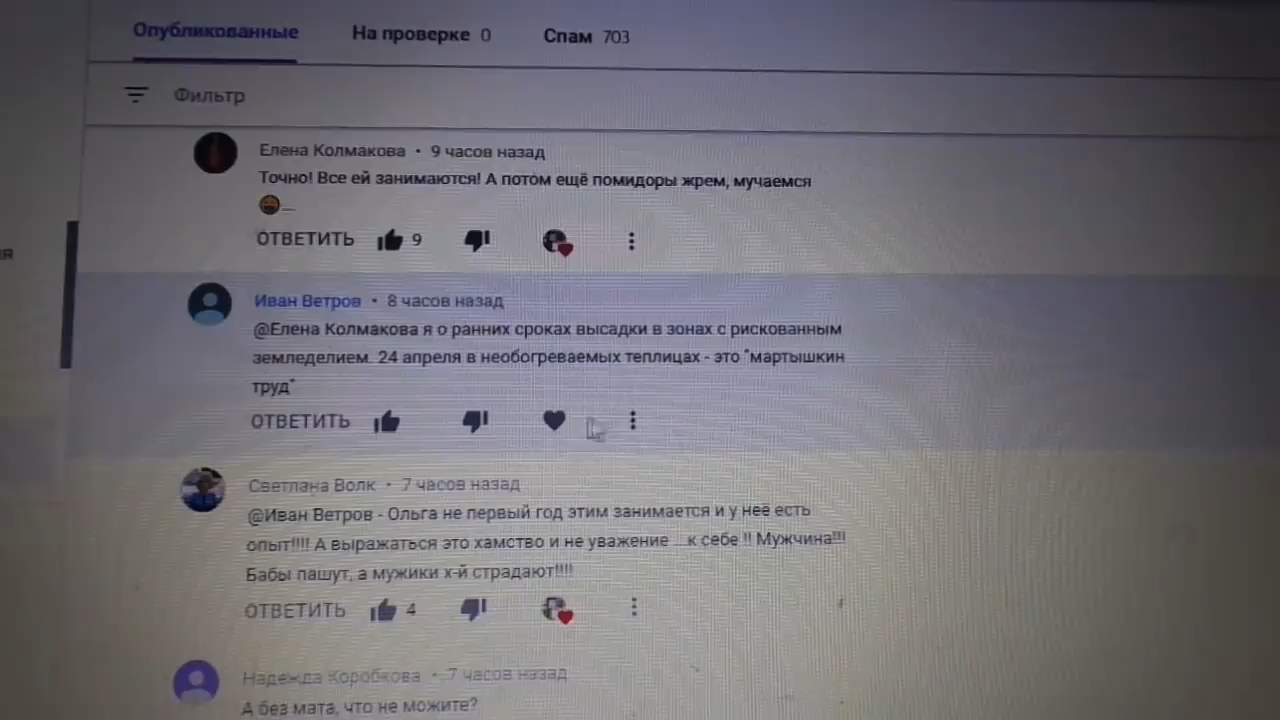 Опубликованные На проверке 0 Спам 703
Фильтр
Елена Колмакова • 9 часов назад
Точно! Все ей занимаются! А потом ещё помидоры жрем, мучаемся
ОТВЕТИТЬ 9
Иван Ветров • 8 часов назад
@Елена Колмакова я о ранних сроках высадки в зонах с рискованным
земледелием. 24 апреля в необогреваемых теплицах - это "мартышкин
труд"
ОТВЕТИТЬ
Светлана Волк • 7 часов назад
@Иван Ветров - Ольга не первый год этим занимается и у неё есть
опыт!!!! А выражаться это хамство и не уважение ...к себе !! Мужчина!!!
Бабы пашут, а мужики х-й страдают!!!!
ОТВЕТИТЬ 4
Надежда Коробкова • 7 часов назад
А без мата, что не можите?